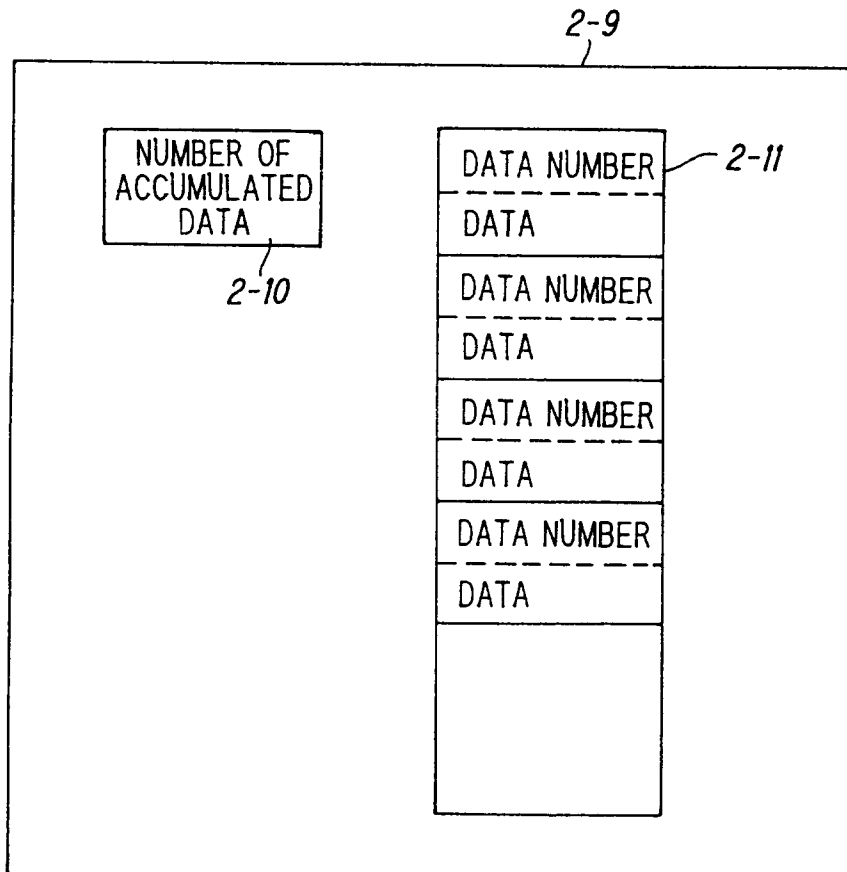 2-9
NUMBER OF
ACCUMULATED
DATA
2-10
DATA NUMBER
2-11
DATA
DATA NUMBER
DATA
DATA NUMBER
DATA
DATA NUMBER
DATA